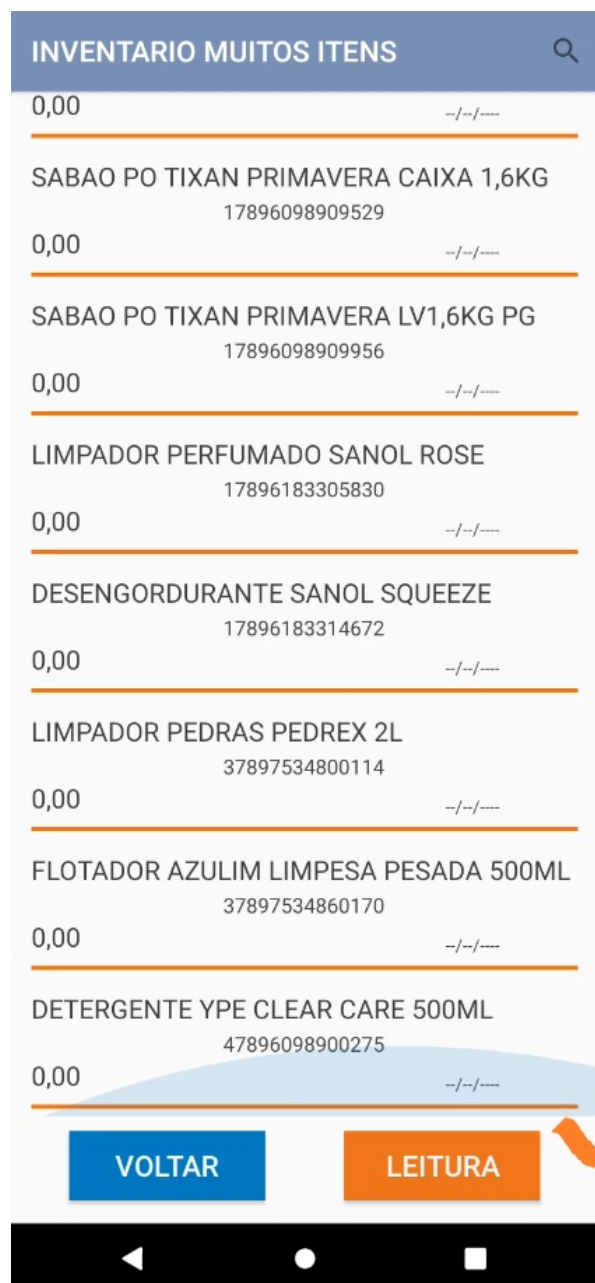 INVENTARIO MUITOS ITENS
0,00 --/--/----
SABAO PO TIXAN PRIMAVERA CAIXA 1,6KG
17896098909529
0,00 --/--/----
SABAO PO TIXAN PRIMAVERA LV1,6KG PG
17896098909956
0,00 --/--/----
LIMPADOR PERFUMADO SANOL ROSE
17896183305830
0,00 --/--/----
DESENGORDURANTE SANOL SQUEEZE
17896183314672
0,00 --/--/----
LIMPADOR PEDRAS PEDREX 2L
37897534800114
0,00 --/--/----
FLOTADOR AZULIM LIMPESA PESADA 500ML
37897534860170
0,00 --/--/----
DETERGENTE YPE CLEAR CARE 500ML
47896098900275
0,00 --/--/----
VOLTAR LEITURA